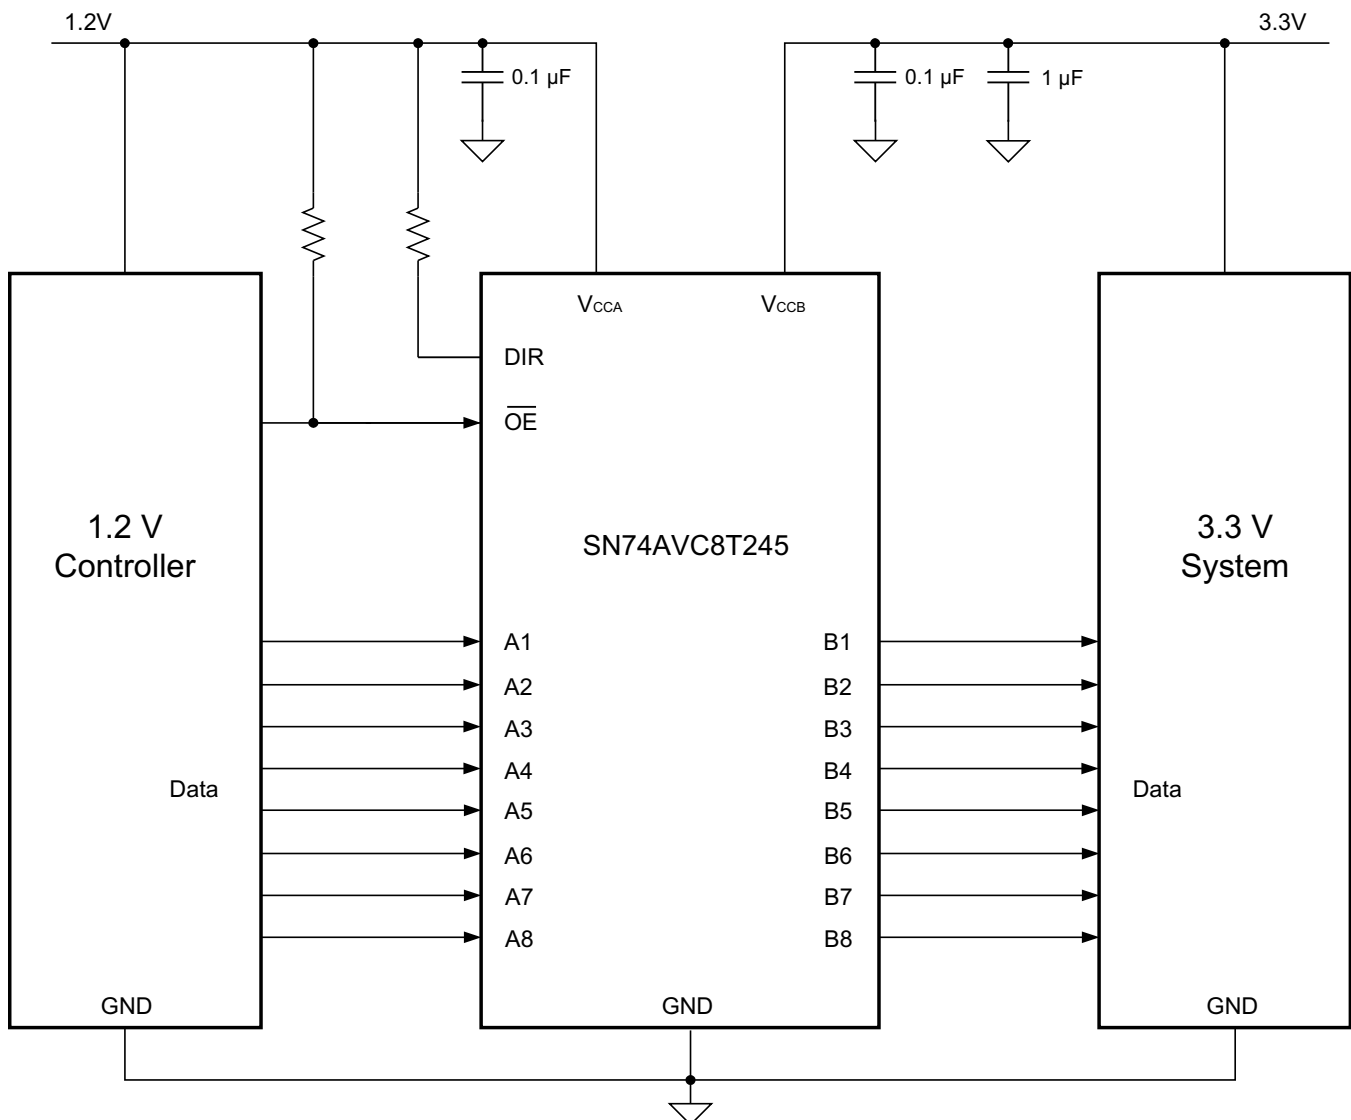 1.2V
3.3V
0.1 µF
0.1 µF
1 µF
VCCA
VCCB
DIR
OE
1.2 V
Controller
SN74AVC8T245
3.3 V
System
A1
B1
A2
B2
A3
B3
A4
B4
Data
Data
A5
B5
A6
B6
A7
B7
A8
B8
GND
GND
GND